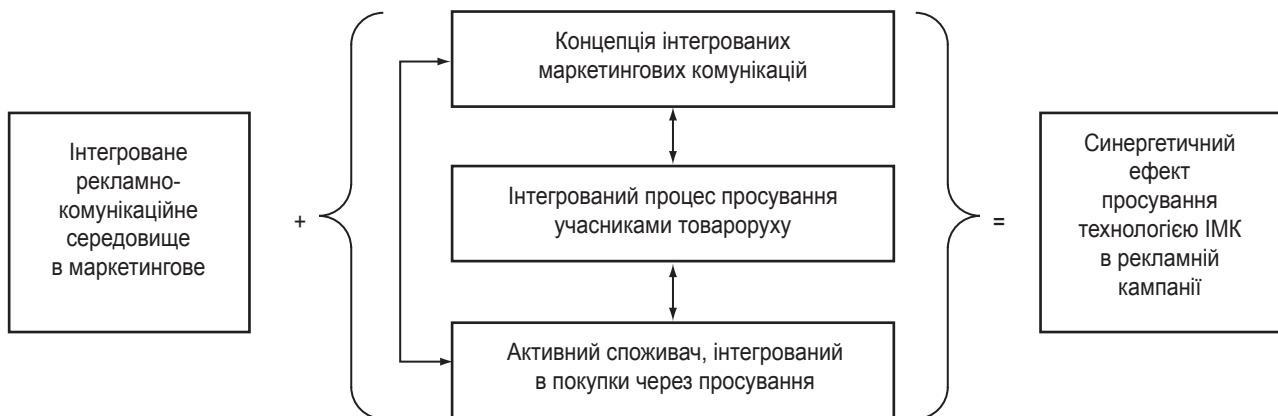 Інтегроване
рекламно-
комунікаційне
середовище
в маркетингове
+
Концепція інтегрованих
маркетингових комунікацій
Інтегрований процес просування
учасниками товароруху
Активний споживач, інтегрований
в покупки через просування
=
Синергетичний
ефект
просування
технологією ІМК
в рекламній
кампанії